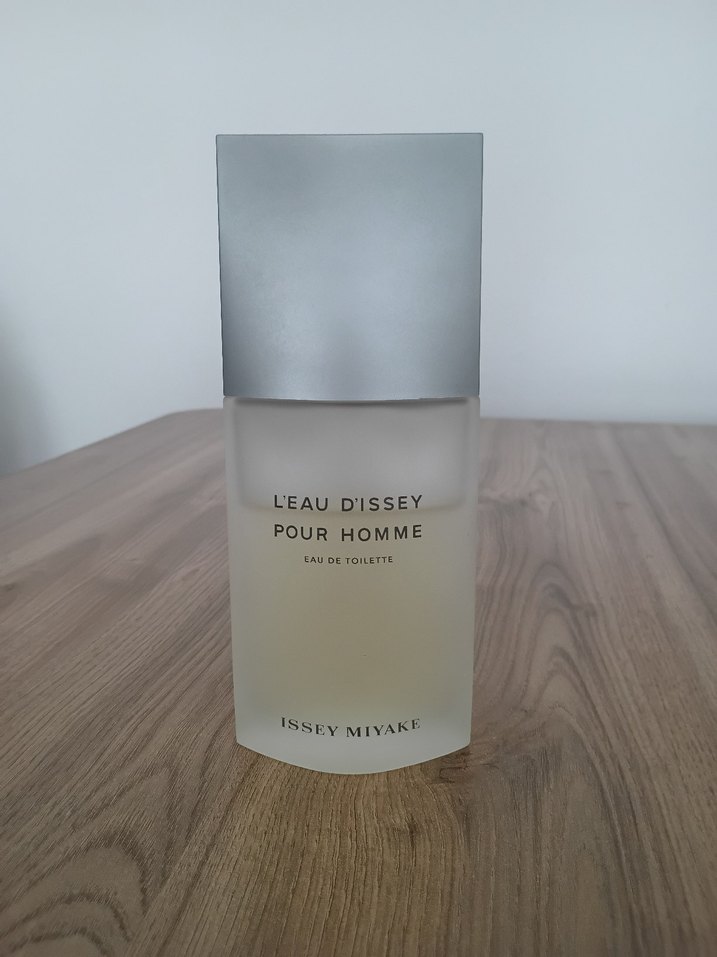 L'EAU D'ISSEY
POUR HOMME
EAU DE TOILETTE
ISSEY MIYAKE